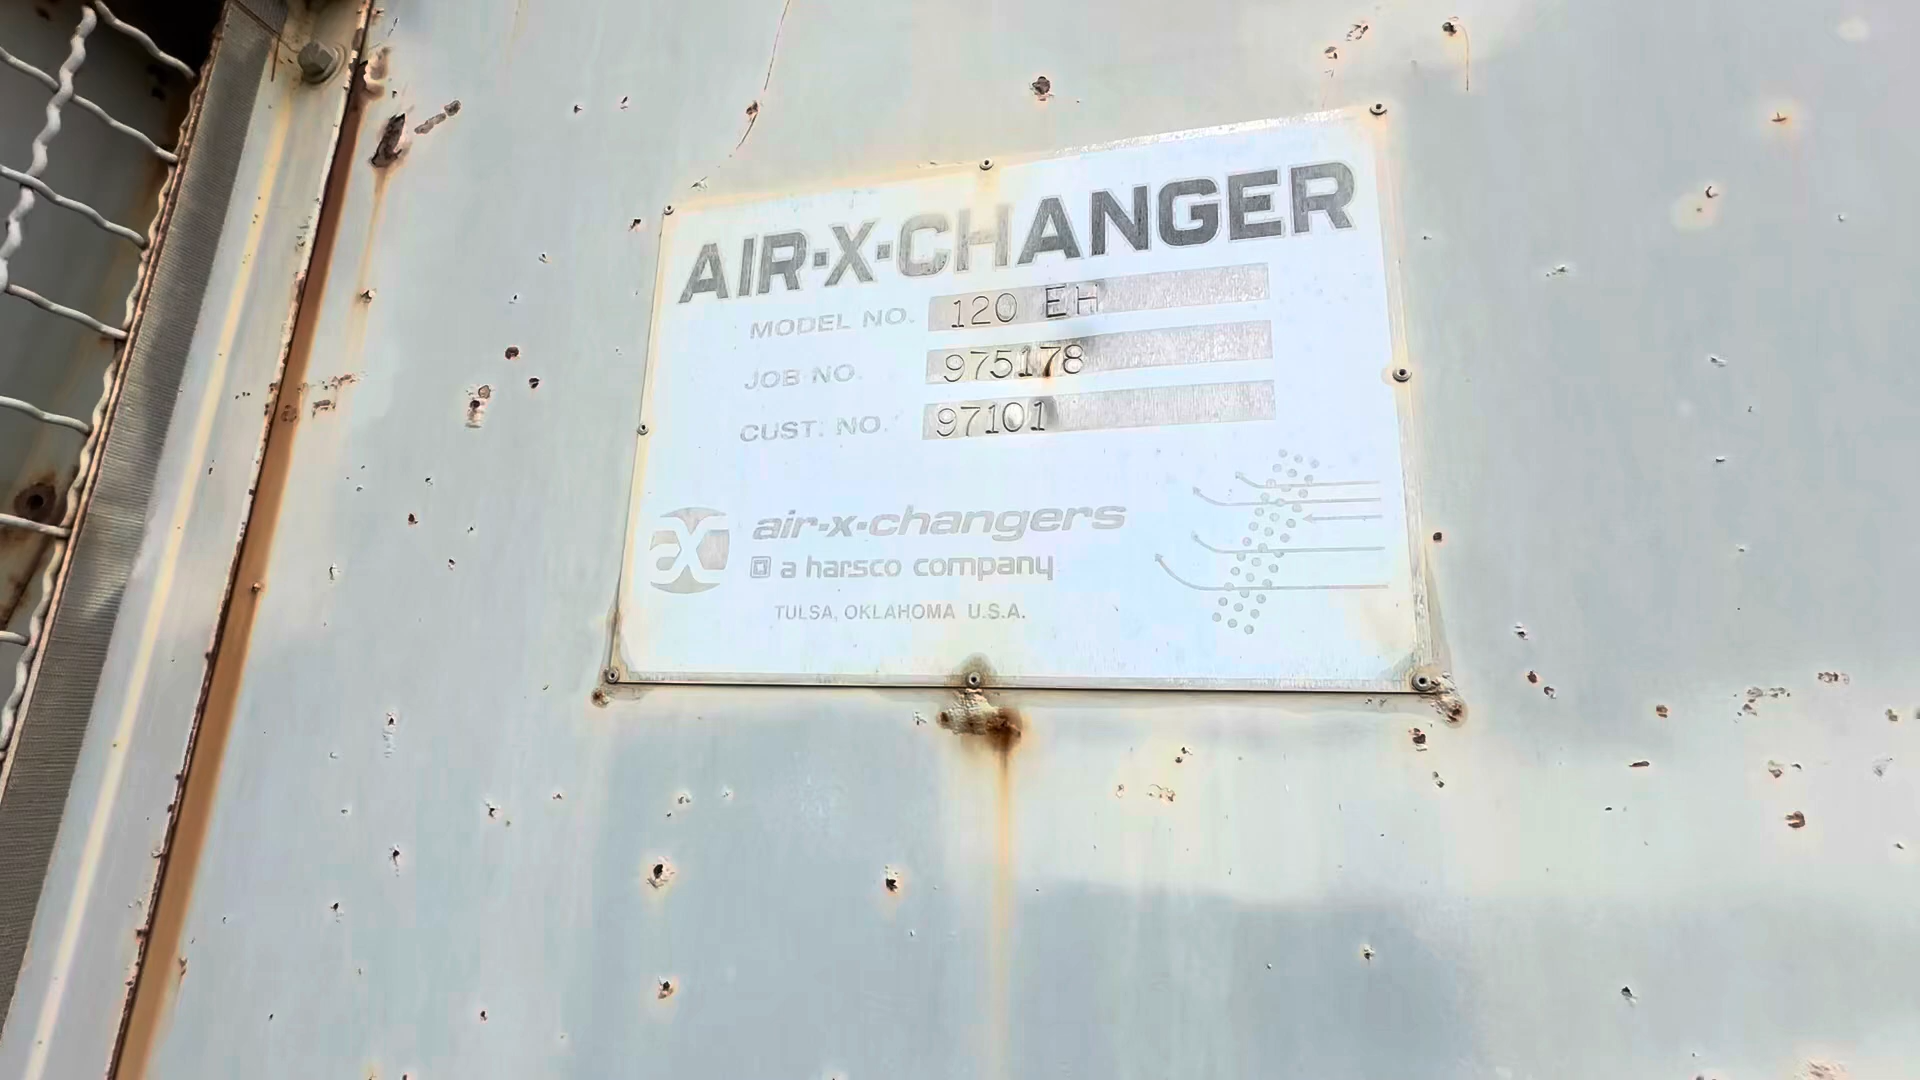 AIR-X-CHANGER
MODEL NO. 120 EH
JOB NO. 975178
CUST. NO. 97101
air-x-changers
a harsco company
TULSA, OKLAHOMA U.S.A.